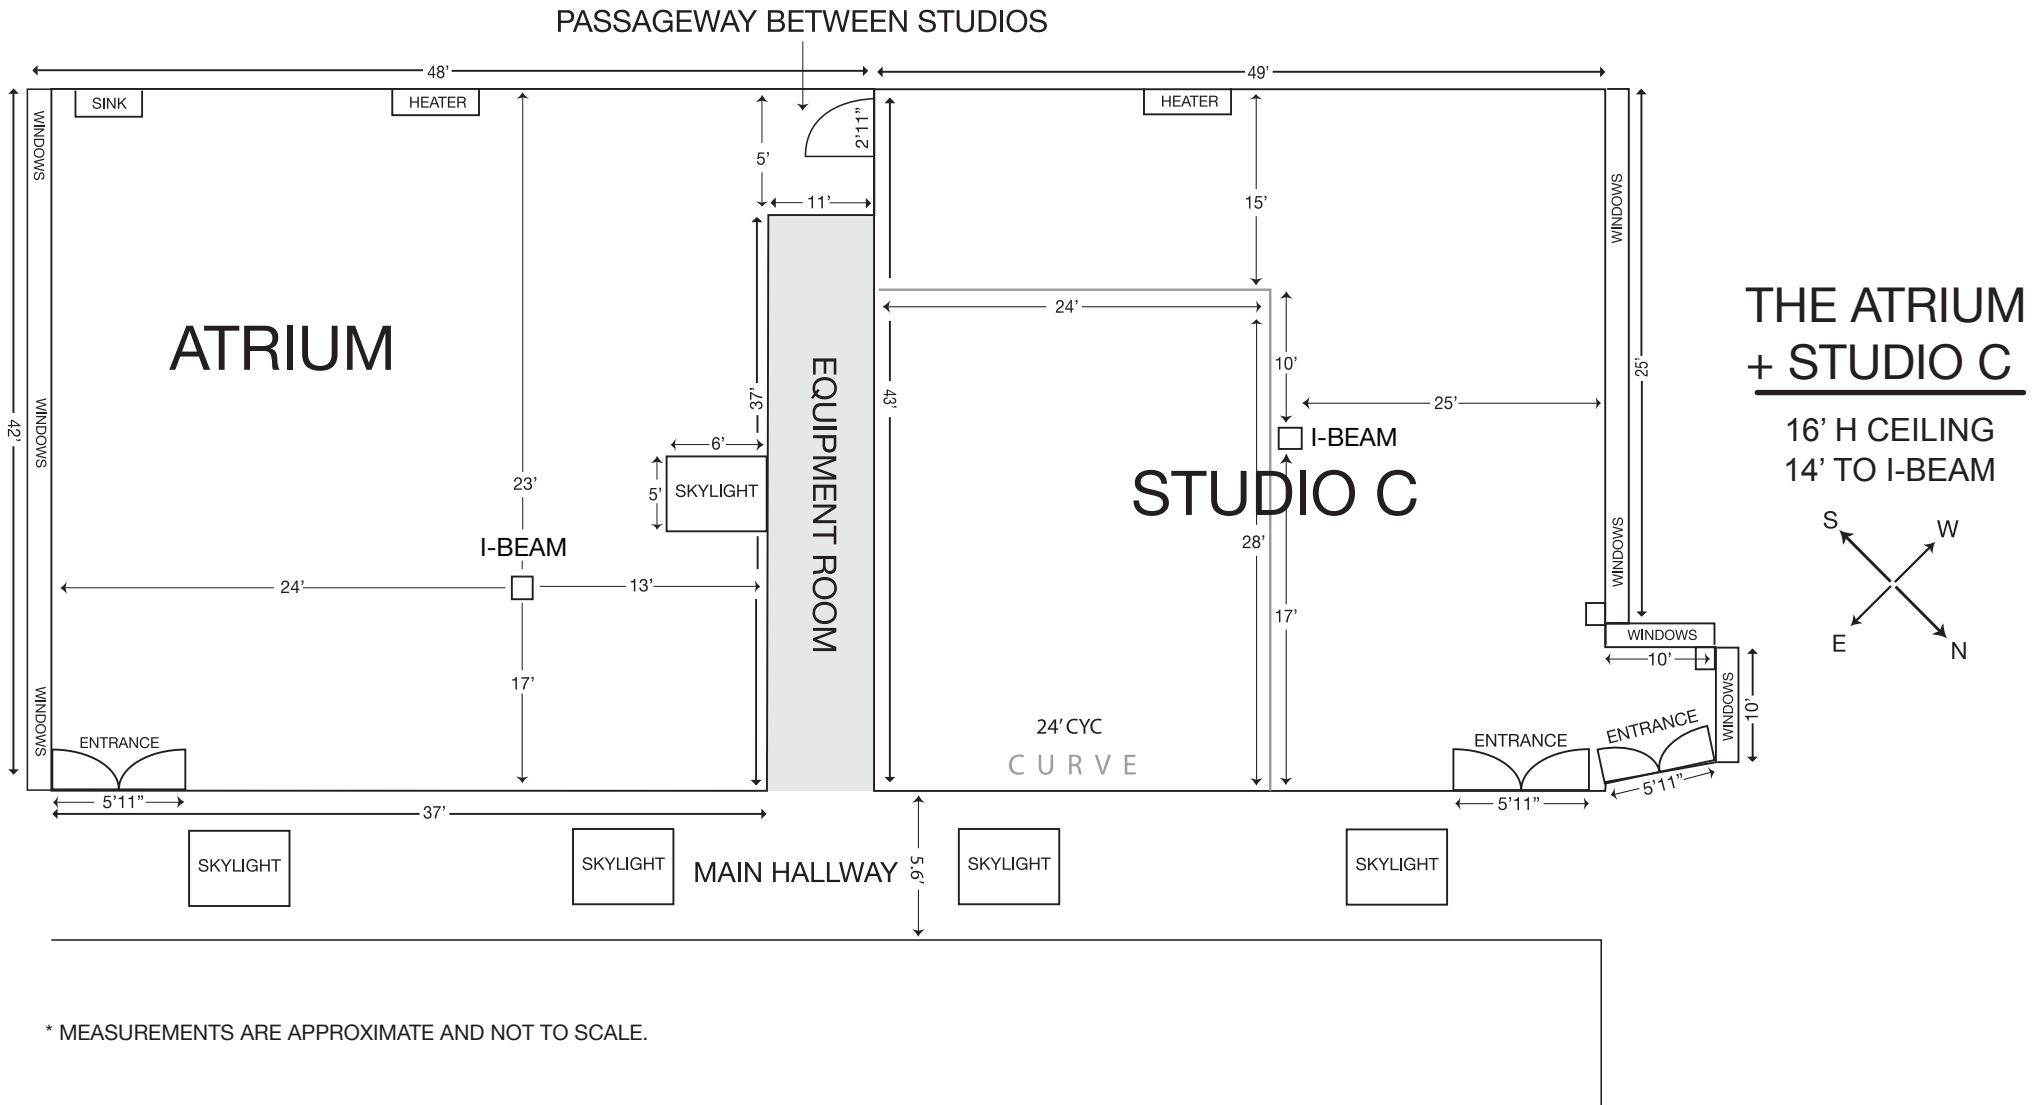 PASSAGEWAY BETWEEN STUDIOS
48’
49’
SINK
HEATER
HEATER
WINDOWS
2’11”
5’
11’
15’
WINDOWS
THE ATRIUM
+ STUDIO C
16’ H CEILING
14’ TO I-BEAM
S
W
E
N
ATRIUM
24’
10’
25’
25’
I-BEAM
STUDIO C
EQUIPMENT ROOM
37’
43’
42’
WINDOWS
6’
5’
SKYLIGHT
23’
I-BEAM
24’
13’
28’
17’
WINDOWS
WINDOWS
10’
WINDOWS
10’
17’
WINDOWS
ENTRANCE
24’ CYC
CURVE
ENTRANCE
ENTRANCE
5’11”
5’11”
5’11”
37’
SKYLIGHT
SKYLIGHT
MAIN HALLWAY
5.6’
SKYLIGHT
SKYLIGHT
* MEASUREMENTS ARE APPROXIMATE AND NOT TO SCALE.